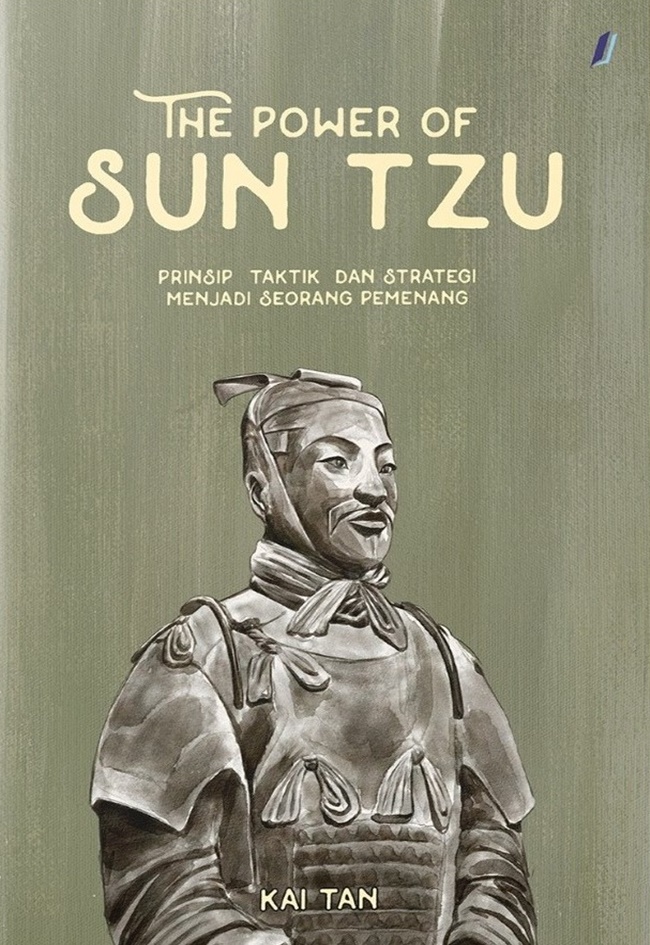 THE POWER OF
SUN TZU
PRINSIP TAKTIK DAN STRATEGI
MENJADI SEORANG PEMENANG
KAI TAN